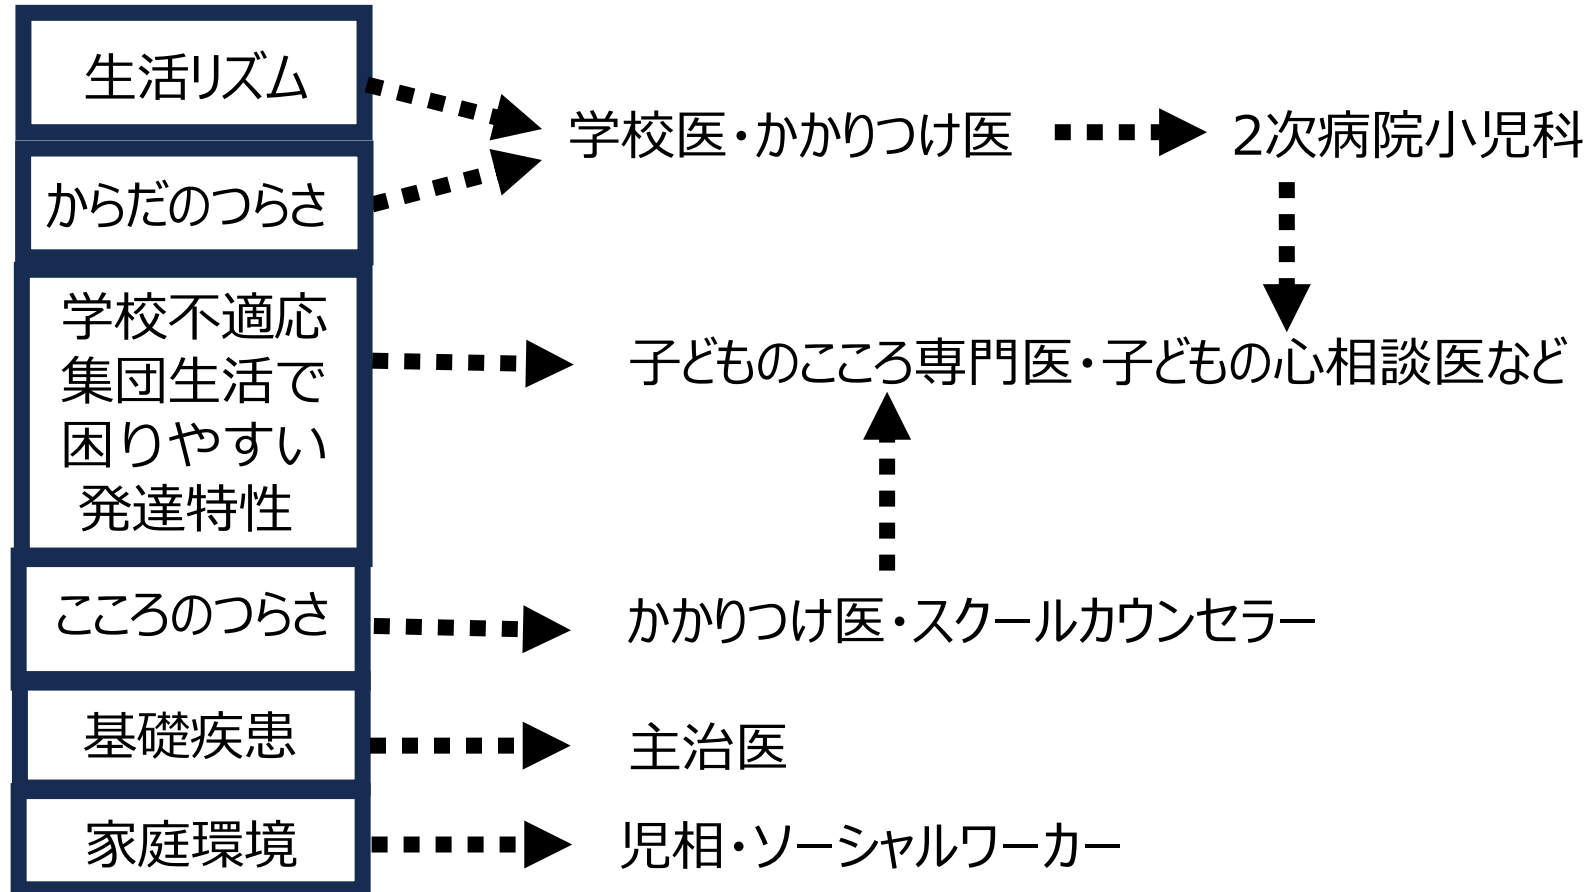 生活リズム
学校医・かかりつけ医
2次病院小児科
からだのつらさ
学校不適応
集団生活で
困りやすい
発達特性
子どものこころ専門医・子どもの心相談医など
こころのつらさ
かかりつけ医・スクールカウンセラー
基礎疾患
主治医
家庭環境
児相・ソーシャルワーカー